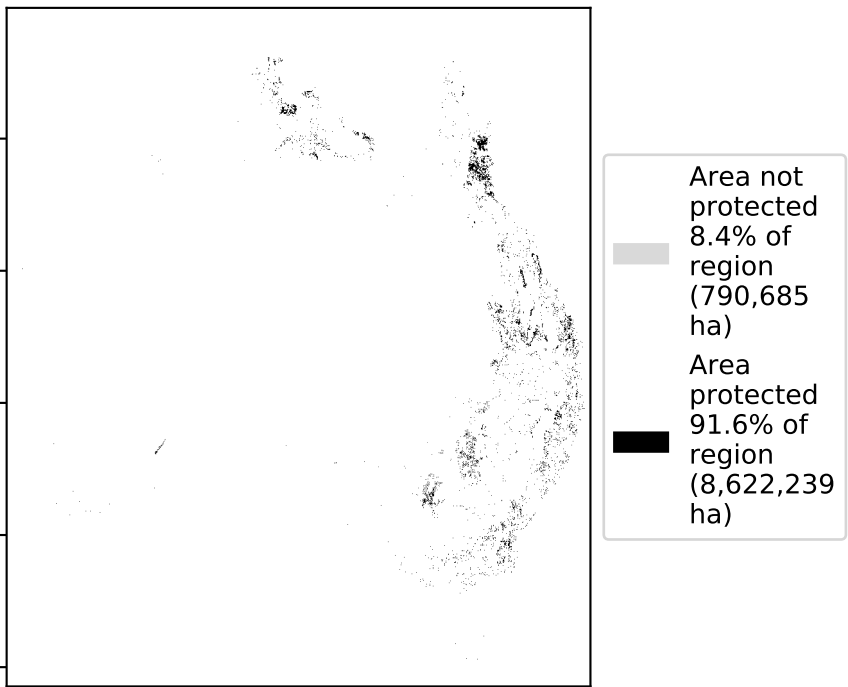 Area not
protected
8.4% of
region
(790,685
ha)
Area
protected
91.6% of
region
(8,622,239
ha)